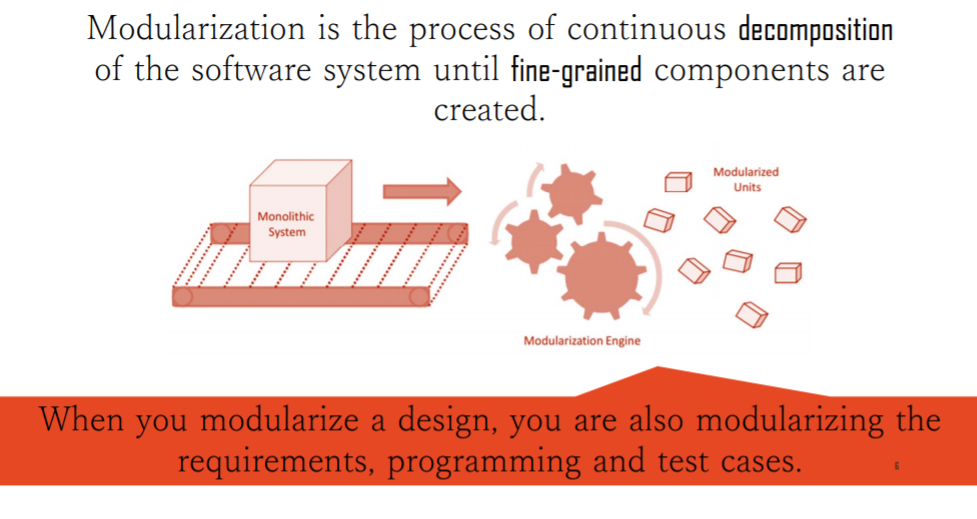 Modularization is the process of continuous decomposition
of the software system until fine-grained components are
created.
Monolithic
System
Modularized
Units
Modularization Engine
When you modularize a design, you are also modularizing the
requirements, programming and test cases.
6